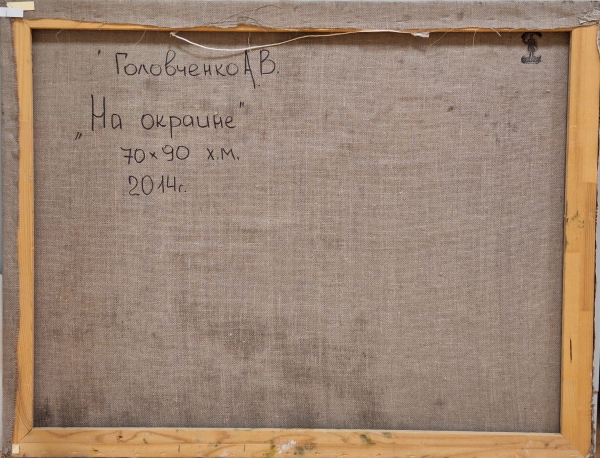 Головченко А В.
„На окраине"
70×90 х.м.
2014г.